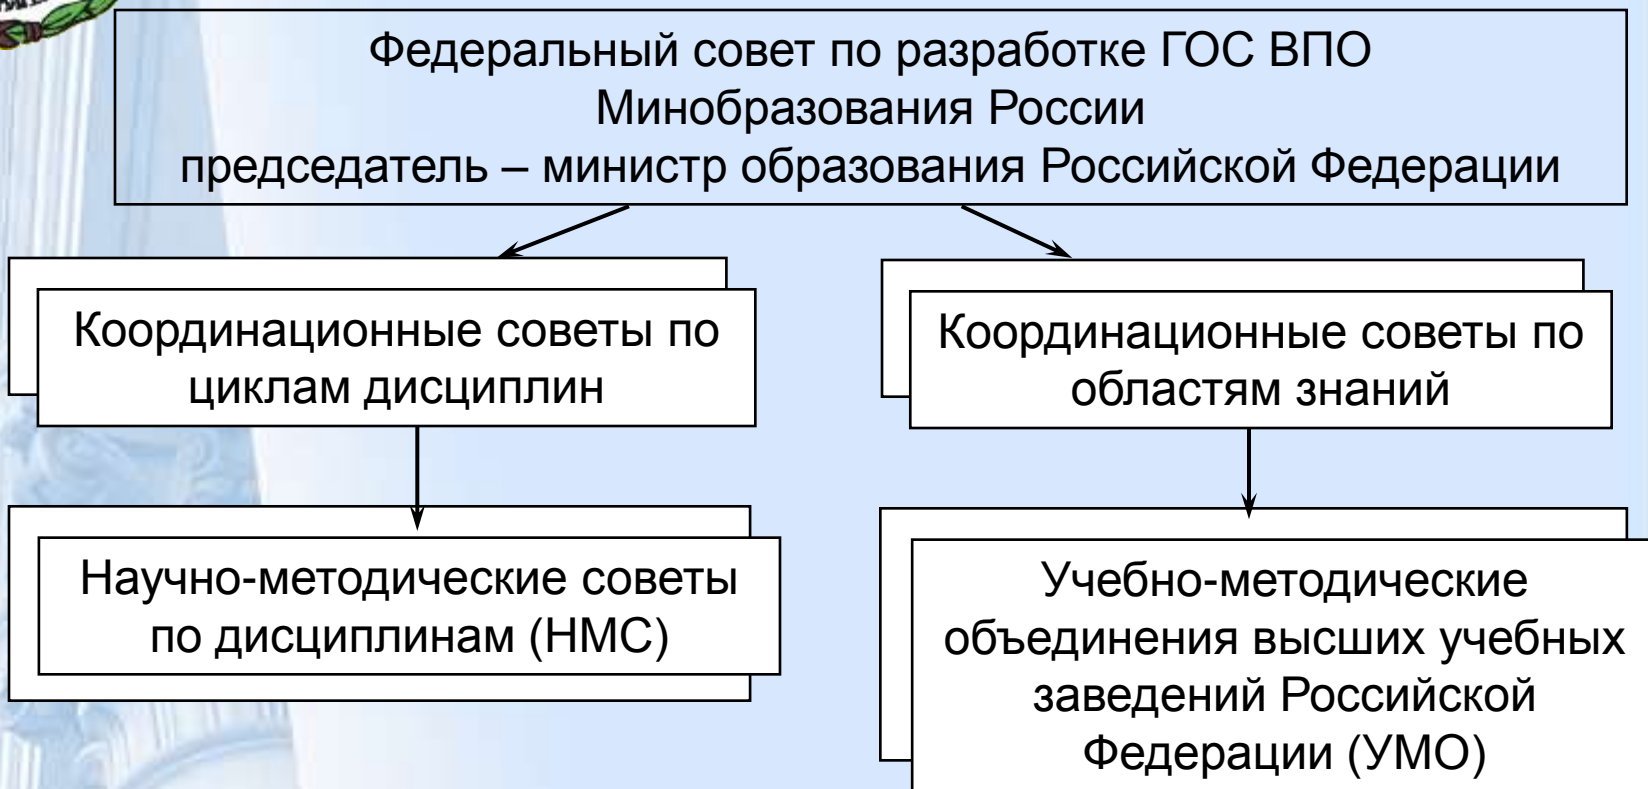 Федеральный совет по разработке ГОС ВПО
Минобразования России
председатель – министр образования Российской Федерации
Координационные советы по
циклам дисциплин
Координационные советы по
областям знаний
Научно-методические советы
по дисциплинам (НМС)
Учебно-методические
объединения высших учебных
заведений Российской
Федерации (УМО)